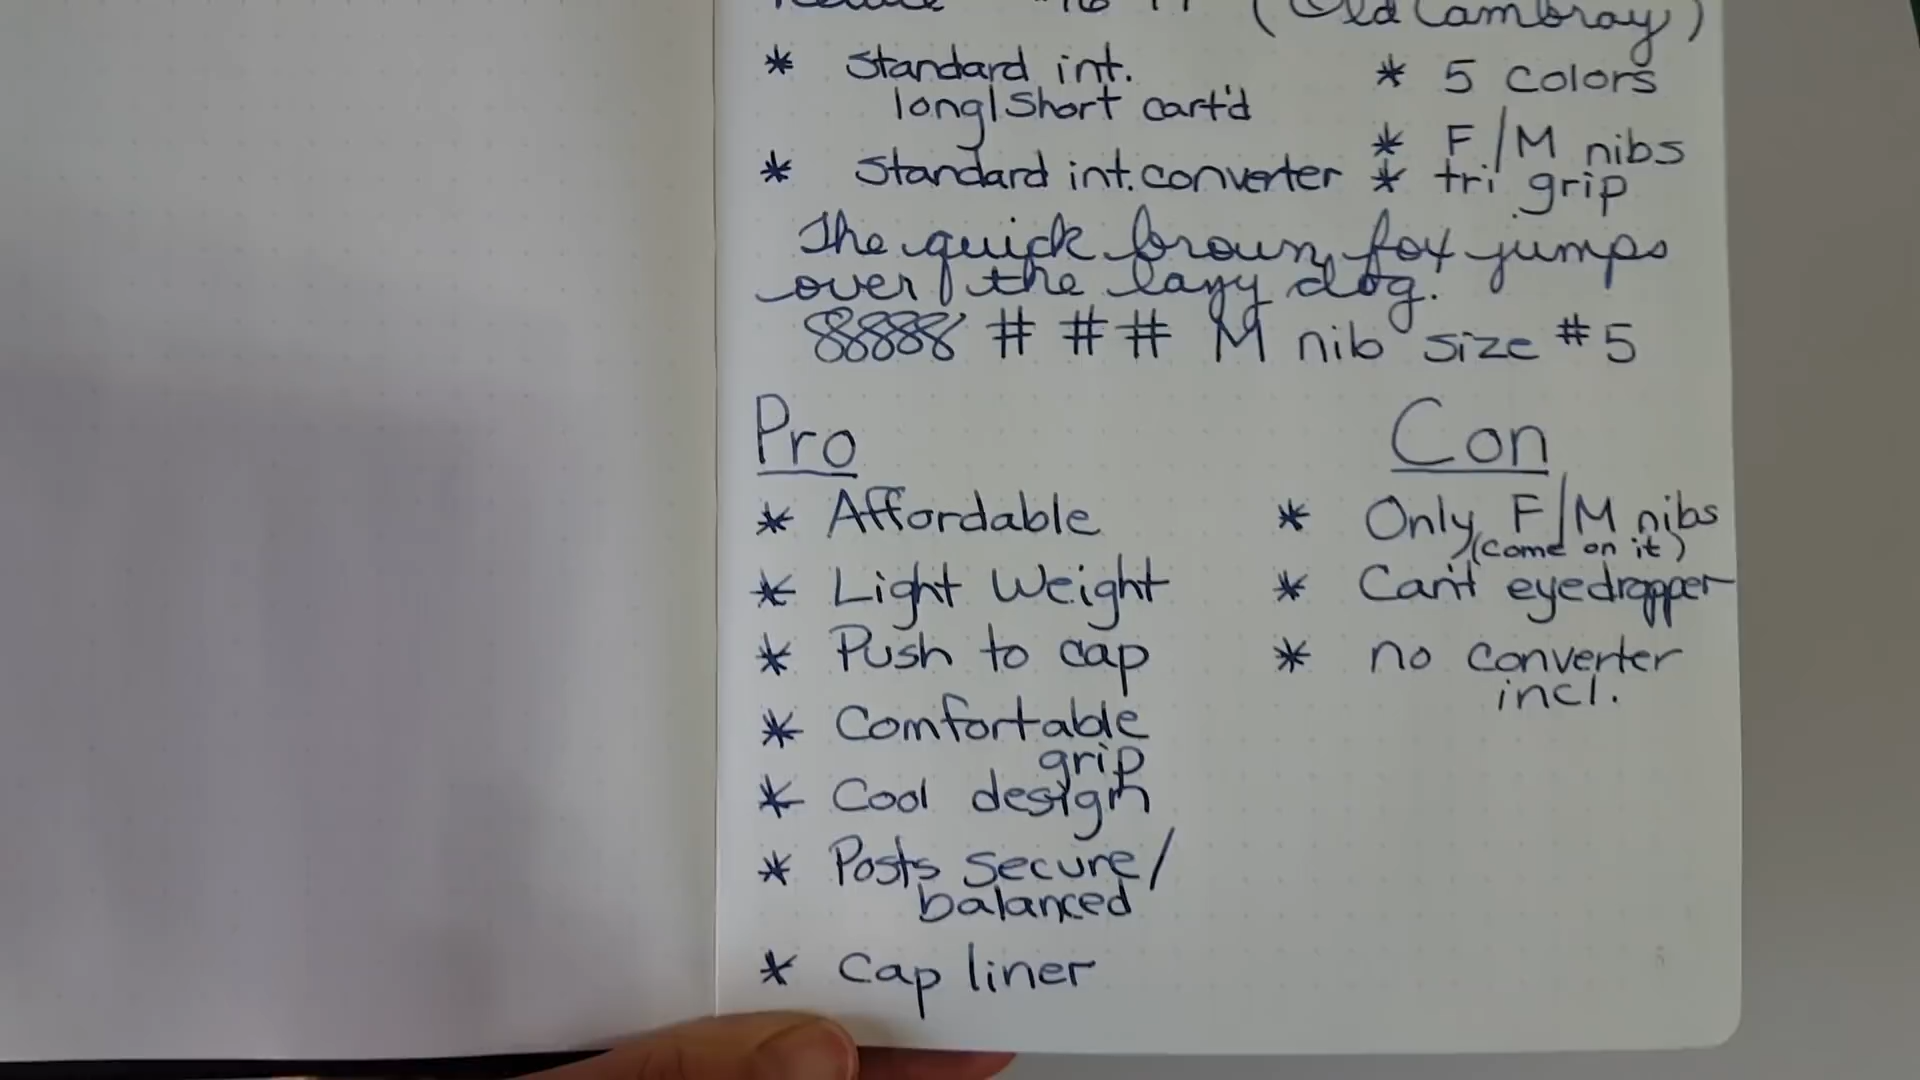 (Old Cambray)
* Standard int.
long/short cart'd
* Standard int. converter
* 5 colors
* F/M nibs
* tri grip
The quick brown fox jumps
over the lazy dog.
88888 # # # M nib size #5
Pro
* Affordable
* Light Weight
* Push to cap
* Comfortable
grip
* Cool design
* Posts secure/
balanced
* Cap liner
Con
* Only F/M nibs
(come on it)
* Can't eyedropper
* no converter
incl.